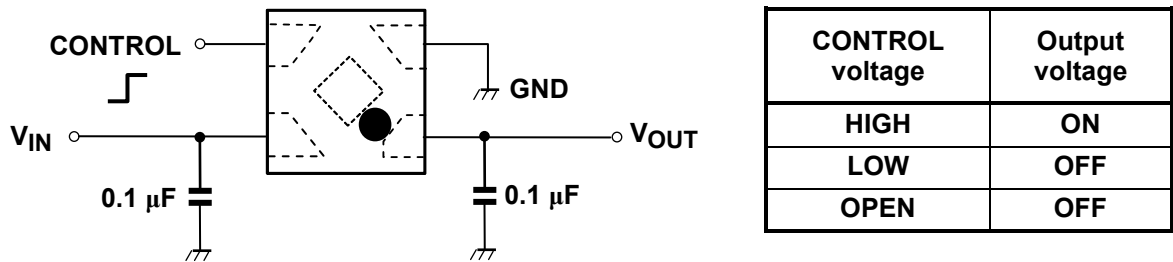 CONTROL
GND
VIN
VOUT
0.1 μF
0.1 μF
CONTROL voltage
Output voltage
HIGH
ON
LOW
OFF
OPEN
OFF